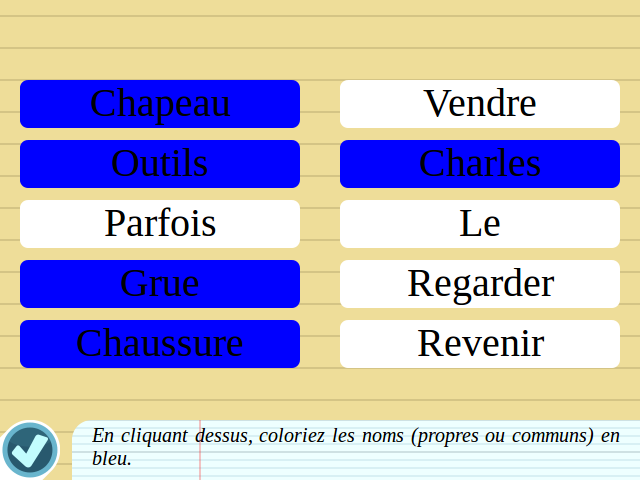 Chapeau
Vendre
Outils
Charles
Parfois
Le
Grue
Regarder
Chaussure
Revenir
En cliquant dessus, coloriez les noms (propres ou communs) en
bleu.